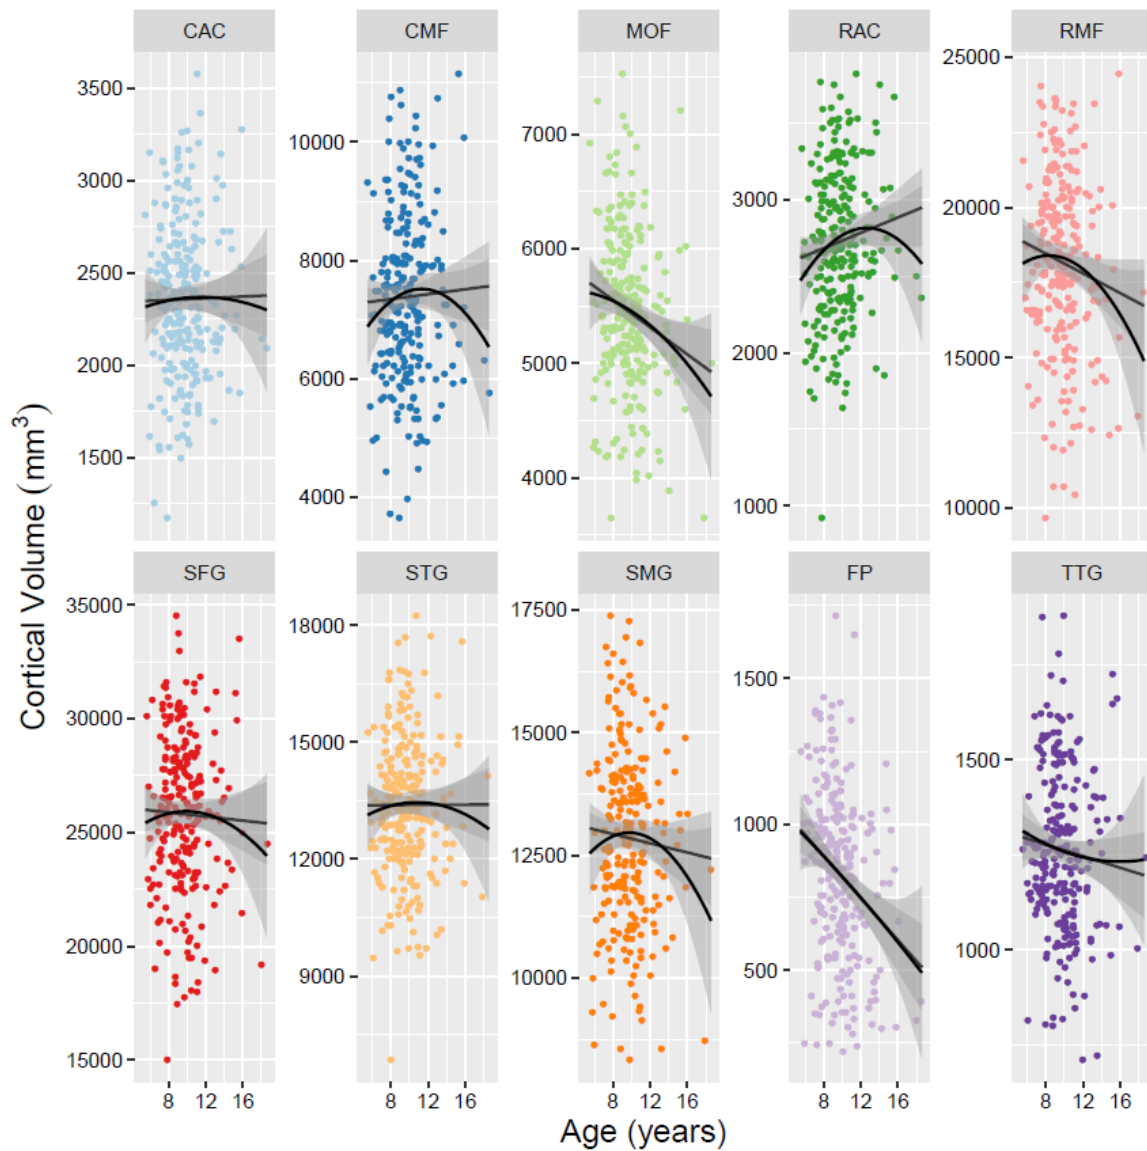 CAC CMF MOF RAC RMF
3500 3000 2500 2000 1500
10000 8000 6000 4000
7000 6000 5000 4000
3000 2000 1000
25000 20000 15000 10000
Cortical Volume (mm³)
SFG STG SMG FP TTG
35000 30000 25000 20000 15000
18000 15000 12000 9000
17500 15000 12500 10000
1500 1000 500
1500 1000
8 12 16 8 12 16 8 12 16 8 12 16 8 12 16
Age (years)